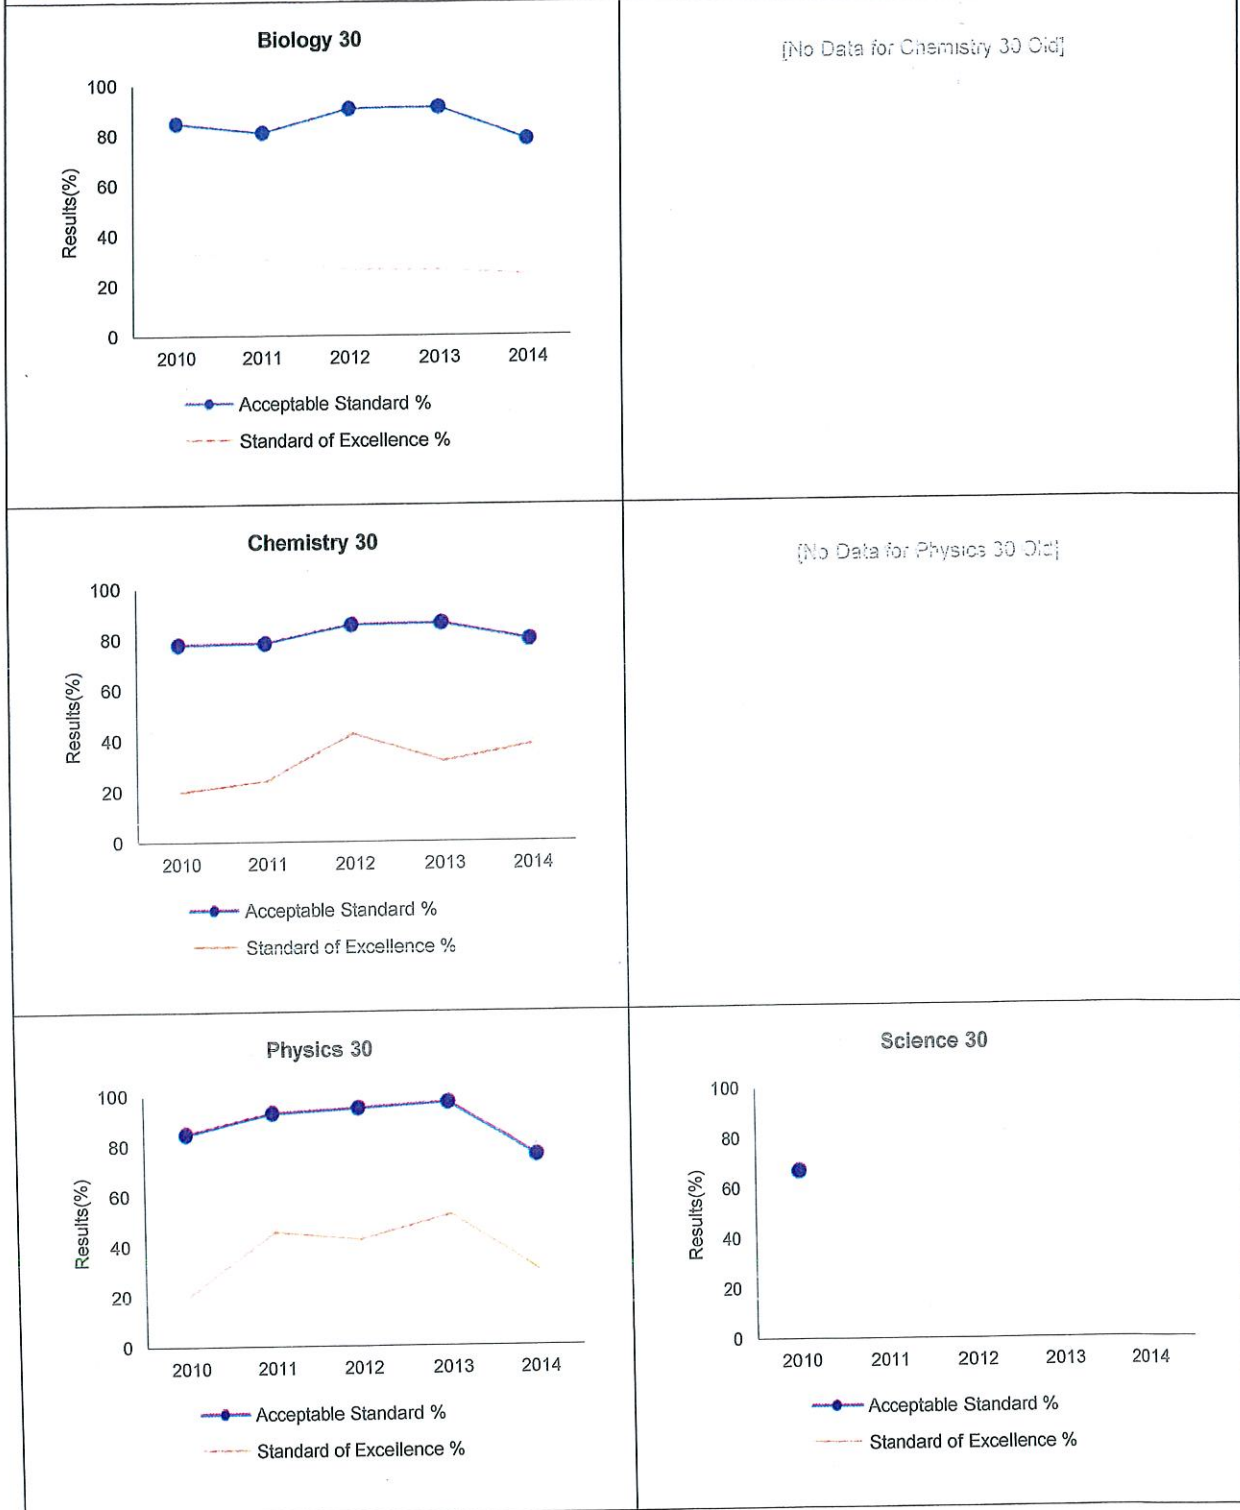 Biology 30
100
80
60
40
20
0
Results(%)
2010 2011 2012 2013 2014
Acceptable Standard %
Standard of Excellence %
[No Data for Chemistry 30 Old]
Chemistry 30
100
80
60
40
20
0
Results(%)
2010 2011 2012 2013 2014
Acceptable Standard %
Standard of Excellence %
[No Data for Physics 30 Old]
Physics 30
100
80
60
40
20
0
Results(%)
2010 2011 2012 2013 2014
Acceptable Standard %
Standard of Excellence %
Science 30
100
80
60
40
20
0
Results(%)
2010 2011 2012 2013 2014
Acceptable Standard %
Standard of Excellence %